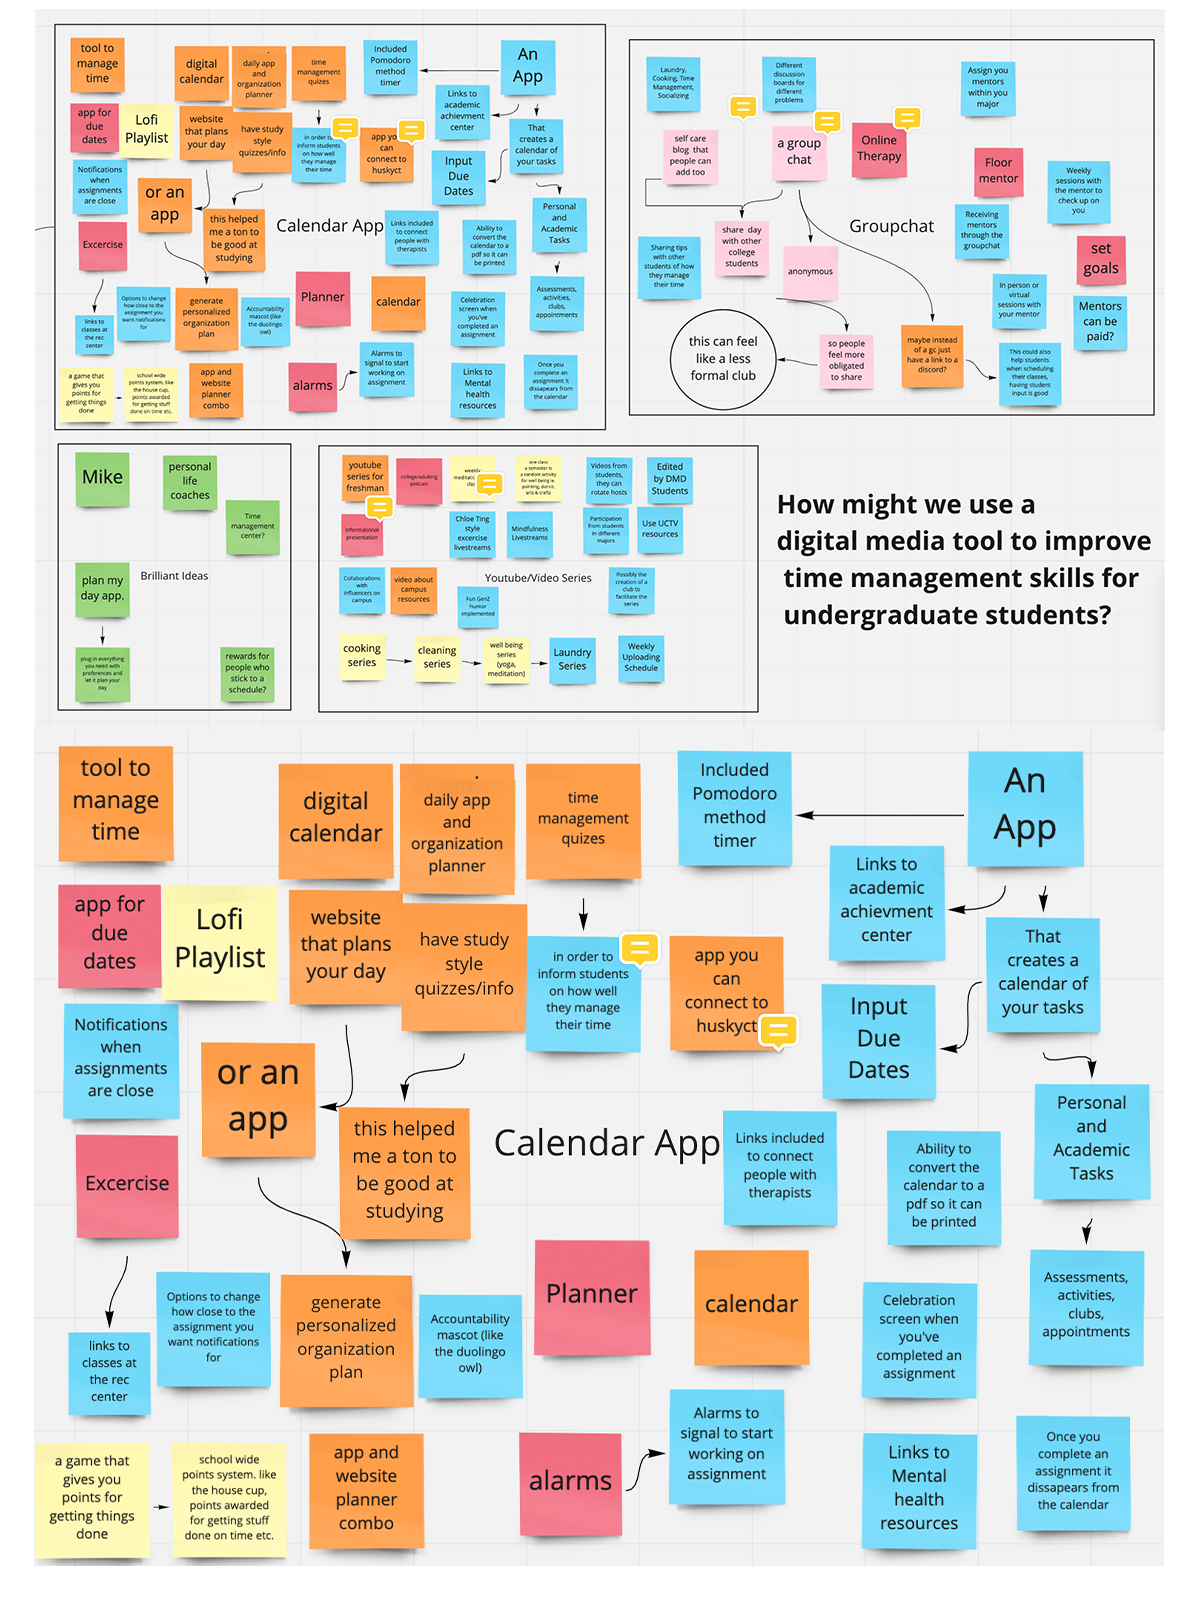 tool to
manage
time
digital
calendar
daily app
and
organization
planner
time
management
quizes
Included
Pomodoro
method
timer
An
App
app for
due
dates
Lofi
Playlist
website
that plans
your day
have study
style
quizzes/info
in order to
inform students
on how well
they manage
their time
app you
can
connect to
huskyct
Links to
academic
achievment
center
That
creates a
calendar of
your tasks
Input
Due
Dates
Notifications
when
assignments
are close
or an
app
this helped
me a ton to
be good at
studying
Calendar App
Links included
to connect
people with
therapists
Ability to
convert the
calendar to a
pdf so it can
be printed
Personal
and
Academic
Tasks
Excercise
links to
classes at
the rec
center
Options to change
how close to the
assignment you
want notifications
for
generate
personalized
organization
plan
Accountability
mascot (like
the duolingo
owl)
Planner
calendar
Celebration
screen when
you've
completed an
assignment
Assessments,
activities,
clubs,
appointments
a game that
gives you
points for
getting things
done
school wide
points system. like
the house cup,
points awarded
for getting stuff
done on time etc.
app and
website
planner
combo
alarms
Alarms to
signal to start
working on
assignment
Links to
Mental
health
resources
Once you
complete an
assignment it
dissapears from
the calendar
Laundry,
Cooking, Time
Management,
Socializing
Different
discussion
boards for
different
problems
Assign you
mentors
within you
major
self care
blog that
people can
add too
a group
chat
Online
Therapy
Floor
mentor
Weekly
sessions with
the mentor to
check up on
you
share day
with other
college
students
Groupchat
Receiving
mentors
through the
groupchat
set
goals
Sharing tips
with other
students of how
they manage
their time
anonymous
In person or
virtual
sessions with
your mentor
Mentors
can be
paid?
this can feel
like a less
formal club
so people
feel more
obligated
to share
maybe instead
of a gc just
have a link to
a discord?
This could also
help students
when scheduling
their classes,
having student
input is good
Mike
personal
life
coaches
Time
management
center?
plan my
day app.
Brilliant Ideas
plug in everything
you need with
preferences and
let it plan your
day
rewards for
people who
stick to a
schedule?
youtube
series for
freshman
college/adulting
podcast
weekly
meditation
class
one class
a semester is
a random activity
for well being ie.
painting, dance,
arts & crafts
Videos from
students,
they can
rotate hosts
Edited
by DMD
Students
informational
presentation
Chloe Ting
style
excercise
livestreams
Mindfulness
Livestreams
Participation
from students
in different
majors
Use UCTV
resources
Collaborations
with
influencers on
campus
video about
campus
resources
Youtube/Video Series
Fun GenZ
humor
implemented
Possibly the
creation of a
club to
facilitate the
series
cooking
series
cleaning
series
well being
series
(yoga,
meditation)
Laundry
Series
Weekly
Uploading
Schedule
How might we use a
digital media tool to improve
time management skills for
undergraduate students?
tool to
manage
time
digital
calendar
daily app
and
organization
planner
time
management
quizes
Included
Pomodoro
method
timer
An
App
app for
due
dates
Lofi
Playlist
website
that plans
your day
have study
style
quizzes/info
in order to
inform students
on how well
they manage
their time
app you
can
connect to
huskyct
Links to
academic
achievment
center
That
creates a
calendar of
your tasks
Input
Due
Dates
Notifications
when
assignments
are close
or an
app
this helped
me a ton to
be good at
studying
Calendar App
Links included
to connect
people with
therapists
Ability to
convert the
calendar to a
pdf so it can
be printed
Personal
and
Academic
Tasks
Excercise
links to
classes at
the rec
center
Options to change
how close to the
assignment you
want notifications
for
generate
personalized
organization
plan
Accountability
mascot (like
the duolingo
owl)
Planner
calendar
Celebration
screen when
you've
completed an
assignment
Assessments,
activities,
clubs,
appointments
a game that
gives you
points for
getting things
done
school wide
points system. like
the house cup,
points awarded
for getting stuff
done on time etc.
app and
website
planner
combo
alarms
Alarms to
signal to start
working on
assignment
Links to
Mental
health
resources
Once you
complete an
assignment it
dissapears from
the calendar